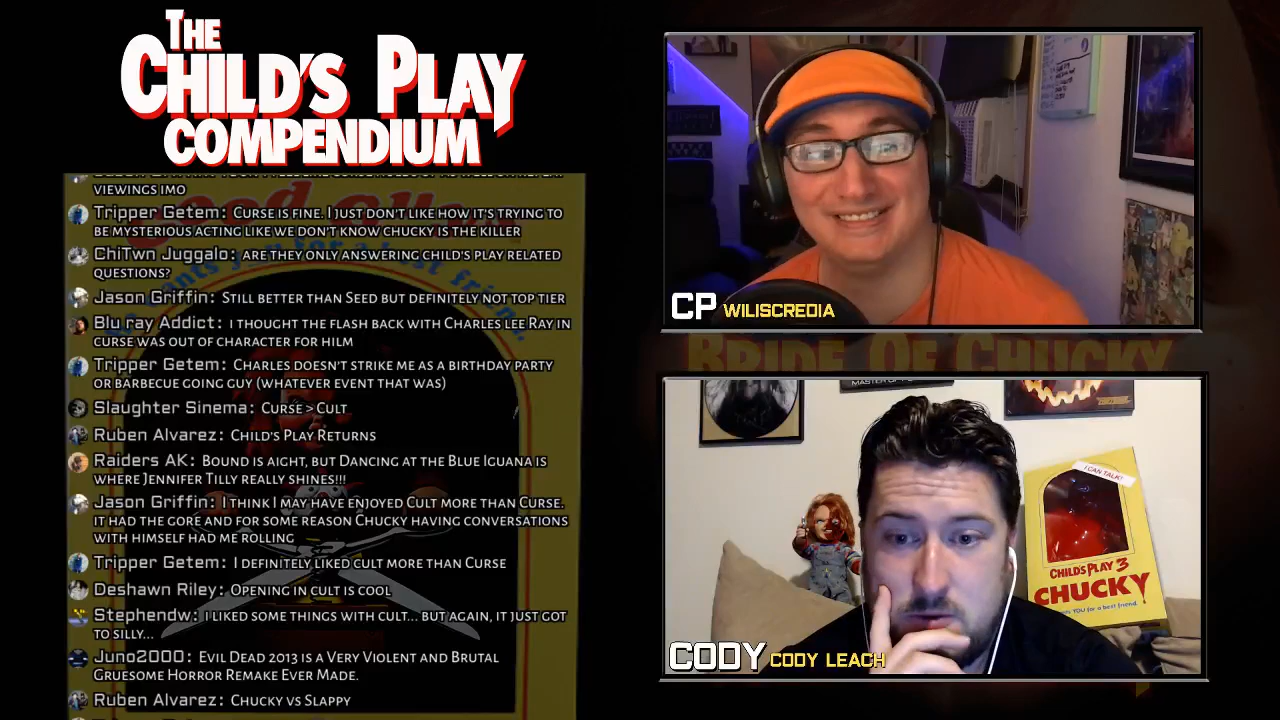 THE
CHILD'S PLAY
COMPENDIUM
VIEWINGS IMO
Tripper Getem: CURSE IS FINE. I JUST DON'T LIKE HOW IT'S TRYING TO
BE MYSTERIOUS ACTING LIKE WE DON'T KNOW CHUCKY IS THE KILLER
ChiTwn Juggalo: ARE THEY ONLY ANSWERING CHILD'S PLAY RELATED
QUESTIONS?
Jason Griffin: STILL BETTER THAN SEED BUT DEFINITELY NOT TOP TIER
Blu ray Addict: I THOUGHT THE FLASH BACK WITH CHARLES LEE RAY IN
CURSE WAS OUT OF CHARACTER FOR HILM
Tripper Getem: CHARLES DOESN'T STRIKE ME AS A BIRTHDAY PARTY
OR BARBECUE GOING GUY (WHATEVER EVENT THAT WAS)
Slaughter Sinema: CURSE > CULT
Ruben Alvarez: CHILD'S PLAY RETURNS
Raiders AK: BOUND IS AIGHT, BUT DANCING AT THE BLUE IGUANA IS
WHERE JENNIFER TILLY REALLY SHINES!!!
Jason Griffin: I THINK I MAY HAVE ENJOYED CULT MORE THAN CURSE.
IT HAD THE GORE AND FOR SOME REASON CHUCKY HAVING CONVERSATIONS
WITH HIMSELF HAD ME ROLLING
Tripper Getem: I DEFINITELY LIKED CULT MORE THAN CURSE
Deshawn Riley: OPENING IN CULT IS COOL
Stephendw: I LIKED SOME THINGS WITH CULT... BUT AGAIN, IT JUST GOT
TO SILLY...
Juno2000: EVIL DEAD 2013 IS A VERY VIOLENT AND BRUTAL
GRUESOME HORROR REMAKE EVER MADE.
Ruben Alvarez: CHUCKY VS SLAPPY
CP WILISCREDIA
BRIDE OF CHUCKY
I CAN TALK!
CHILD'S PLAY 3
CHUCKY
YOU for a best friend.
CODY CODY LEACH